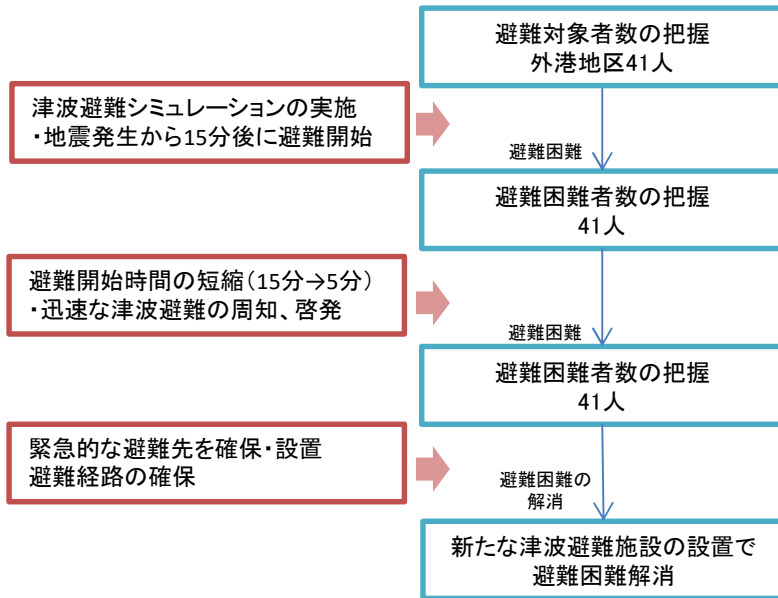 避難対象者数の把握
外港地区41人
津波避難シミュレーションの実施
・地震発生から15分後に避難開始
避難困難
避難困難者数の把握
41人
避難開始時間の短縮(15分→5分)
・迅速な津波避難の周知、啓発
避難困難
避難困難者数の把握
41人
緊急的な避難先を確保・設置
避難経路の確保
避難困難の
解消
新たな津波避難施設の設置で
避難困難解消